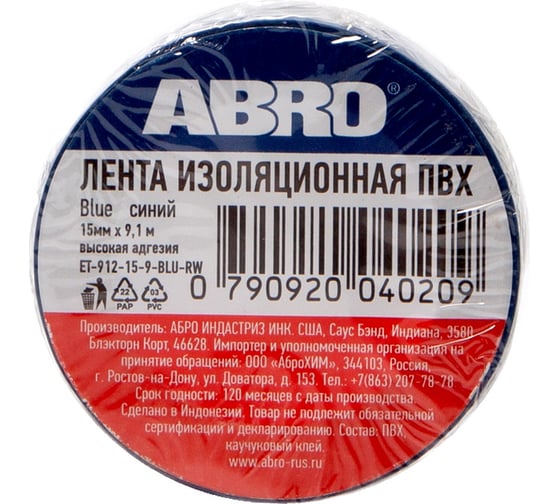 ABRO®
ЛЕНТА ИЗОЛЯЦИОННАЯ ПВХ
Blue синий
15мм х 9,1 м
высокая адгезия
ET-912-15-9-BLU-RW
0 790920 040209
22 03
PAP PVC
Производитель: АБРО ИНДАСТРИЗ ИНК. США, Саус Бэнд, Индиана, 3580
Блэкторн Корт, 46628. Импортер и уполномоченная организация на
принятие обращений: ООО «АброХИМ», 344103, Россия,
г. Ростов-на-Дону, ул. Доватора, д. 153. Тел.: +7(863) 207-78-78
Срок годности: 120 месяцев с даты производства
Сделано в Индонезии. Товар не подлежит обязательной
сертификации и декларированию. Состав: ПВХ,
каучуковый клей.
www.abro-rus.ru